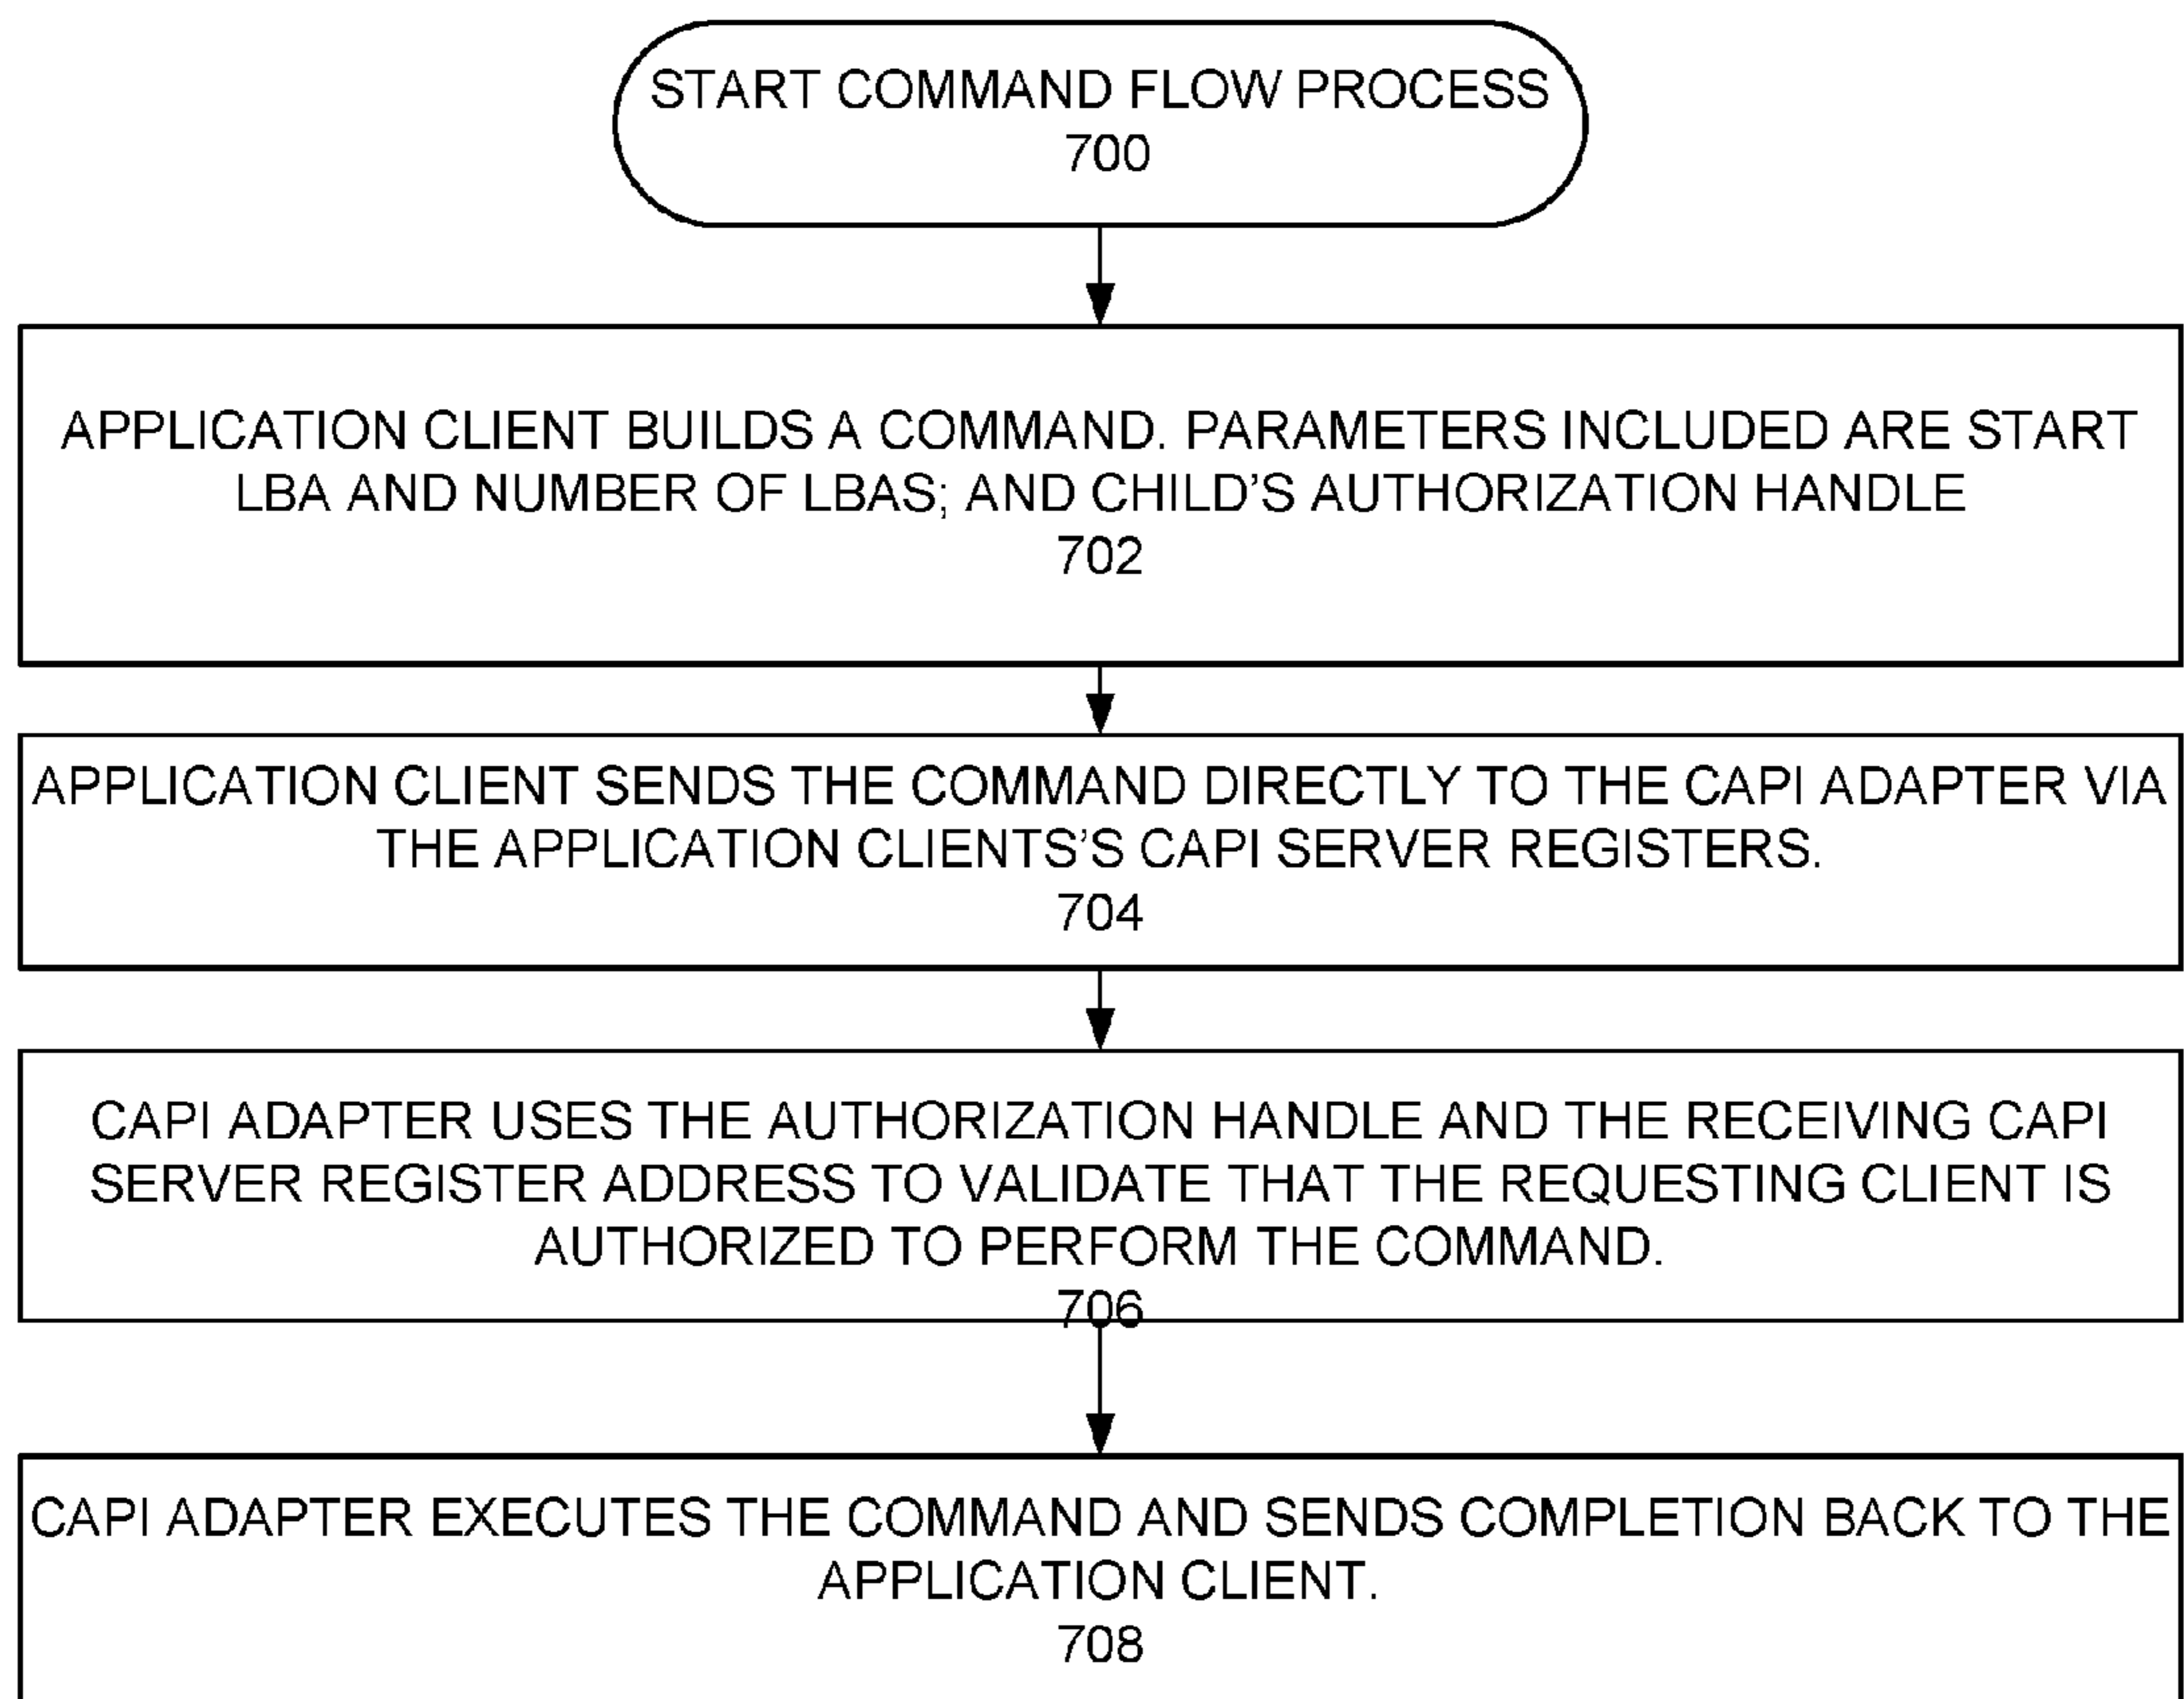 START COMMAND FLOW PROCESS
700
APPLICATION CLIENT BUILDS A COMMAND. PARAMETERS INCLUDED ARE START
LBA AND NUMBER OF LBAS; AND CHILD’S AUTHORIZATION HANDLE
702
APPLICATION CLIENT SENDS THE COMMAND DIRECTLY TO THE CAPI ADAPTER VIA
THE APPLICATION CLIENTS’S CAPI SERVER REGISTERS.
704
CAPI ADAPTER USES THE AUTHORIZATION HANDLE AND THE RECEIVING CAPI
SERVER REGISTER ADDRESS TO VALIDATE THAT THE REQUESTING CLIENT IS
AUTHORIZED TO PERFORM THE COMMAND.
706
CAPI ADAPTER EXECUTES THE COMMAND AND SENDS COMPLETION BACK TO THE
APPLICATION CLIENT.
708